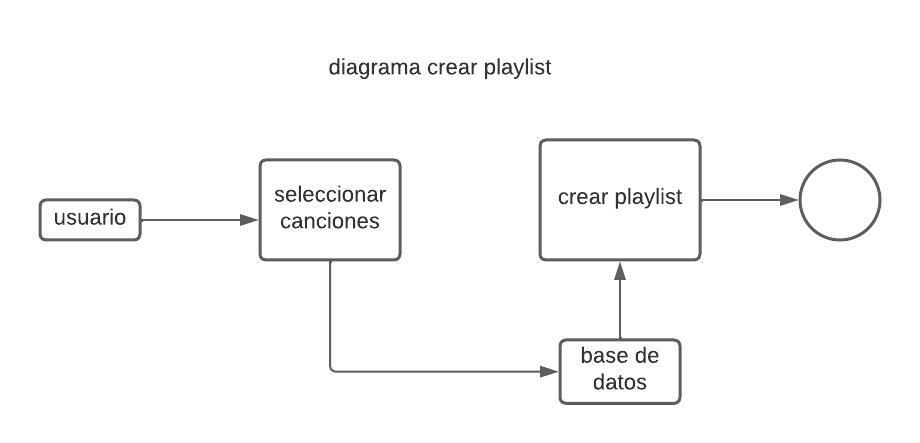 diagrama crear playlist
usuario
seleccionar
canciones
crear playlist
base de
datos